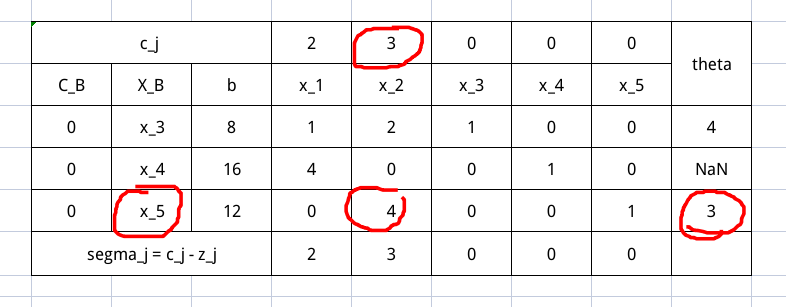 c_j 2 3 0 0 0 theta
C_B X_B b x_1 x_2 x_3 x_4 x_5
0 x_3 8 1 2 1 0 0 4
0 x_4 16 4 0 0 1 0 NaN
0 x_5 12 0 4 0 0 1 3
segma_j = c_j - z_j 2 3 0 0 0